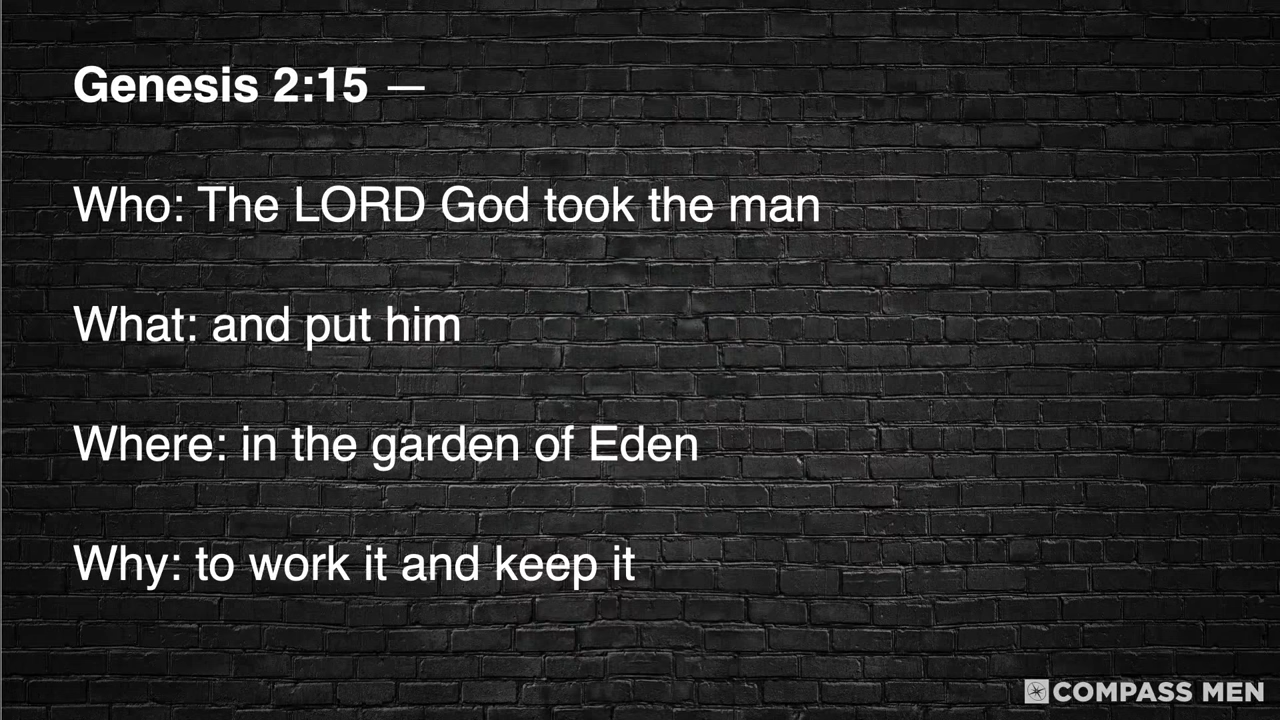 Genesis 2:15 —
Who: The LORD God took the man
What: and put him
Where: in the garden of Eden
Why: to work it and keep it
COMPASS MEN